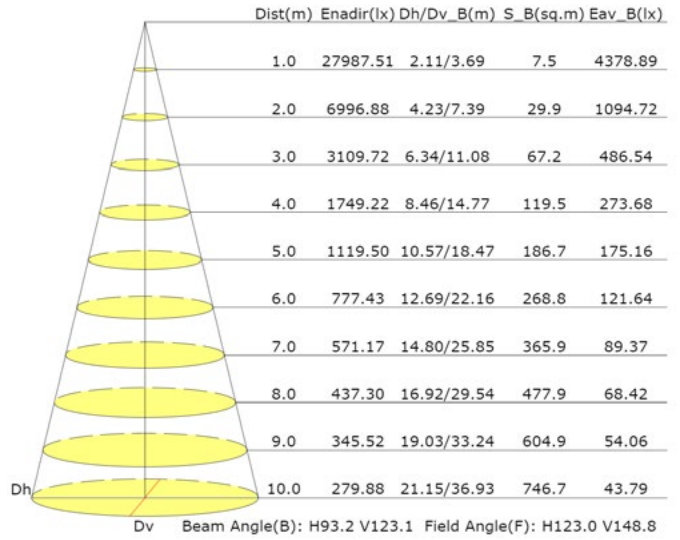 Dist(m) Enadir(lx) Dh/Dv_B(m) S_B(sq.m) Eav_B(lx)
1.0 27987.51 2.11/3.69 7.5 4378.89
2.0 6996.88 4.23/7.39 29.9 1094.72
3.0 3109.72 6.34/11.08 67.2 486.54
4.0 1749.22 8.46/14.77 119.5 273.68
5.0 1119.50 10.57/18.47 186.7 175.16
6.0 777.43 12.69/22.16 268.8 121.64
7.0 571.17 14.80/25.85 365.9 89.37
8.0 437.30 16.92/29.54 477.9 68.42
9.0 345.52 19.03/33.24 604.9 54.06
Dh 10.0 279.88 21.15/36.93 746.7 43.79
Dv Beam Angle(B): H93.2 V123.1 Field Angle(F): H123.0 V148.8